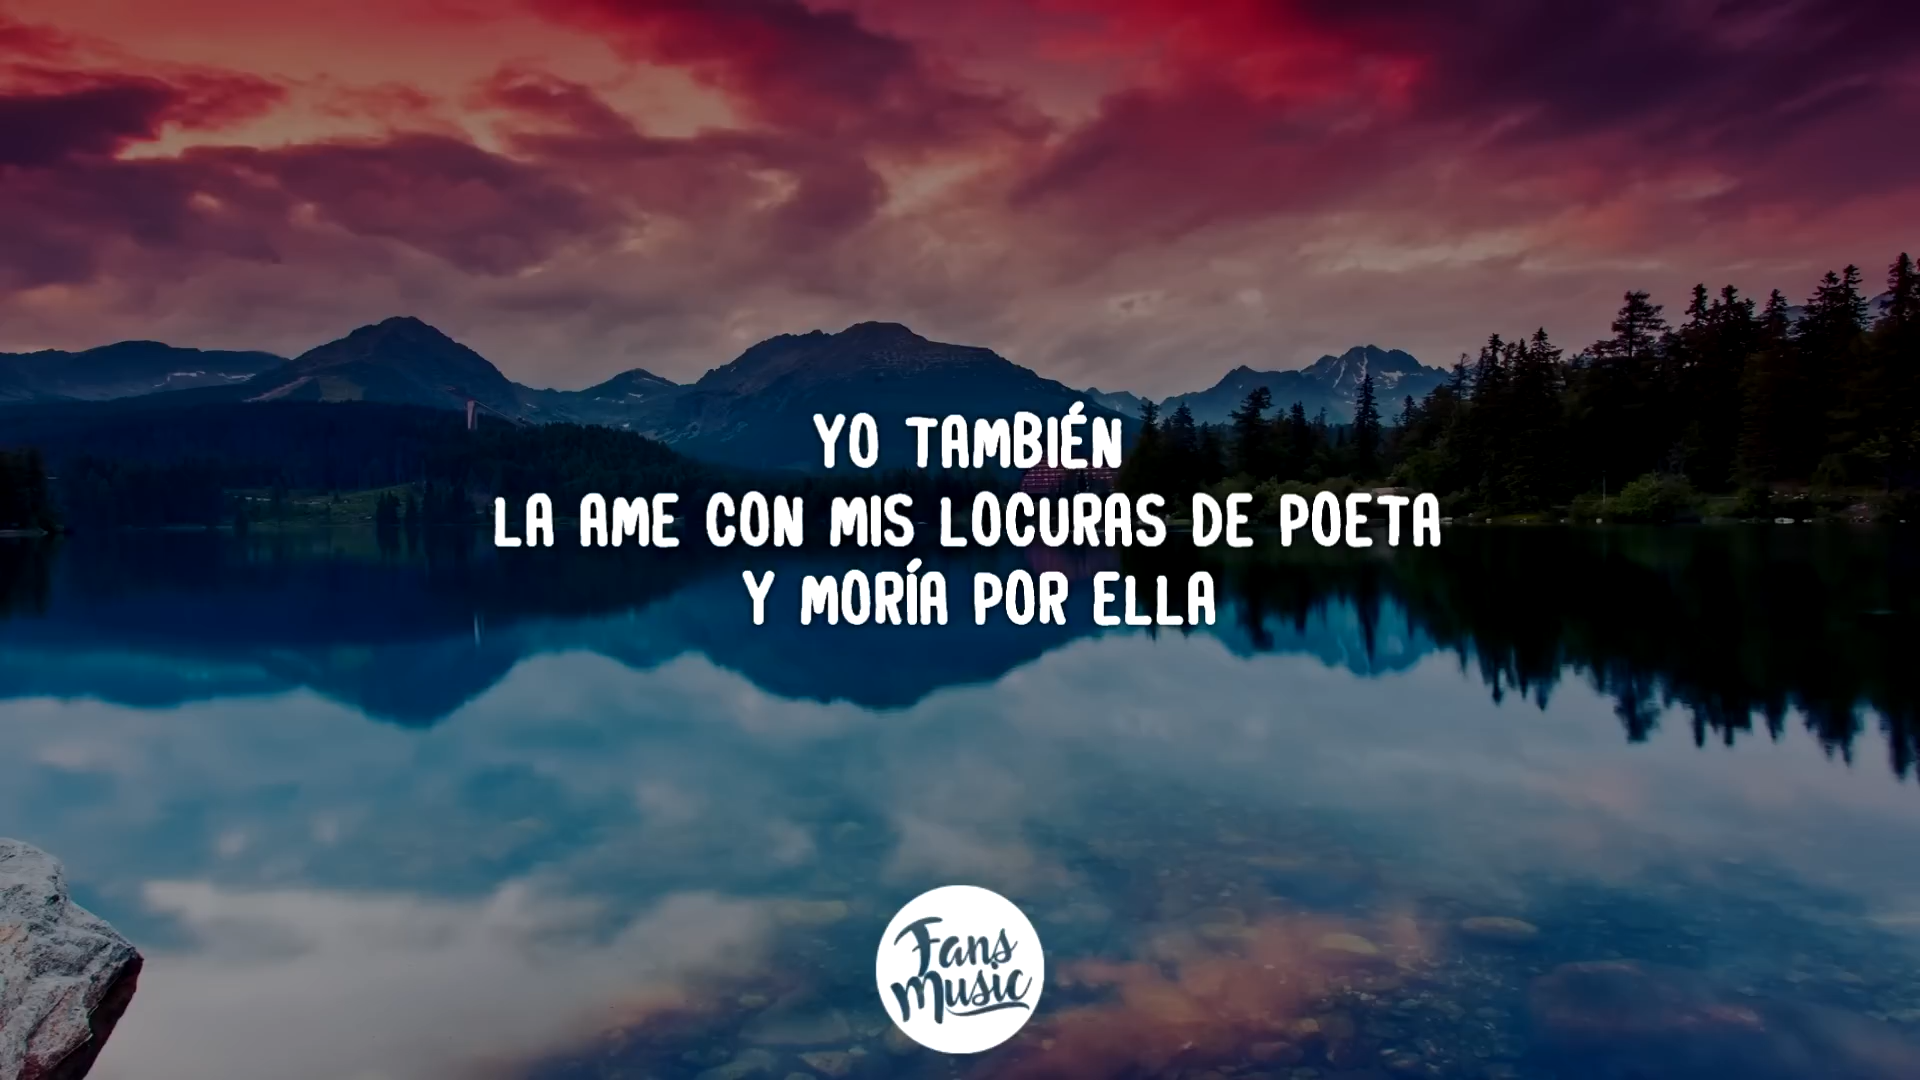 YO TAMBIÉN
LA AME CON MIS LOCURAS DE POETA
Y MORÍA POR ELLA
Fans
Music